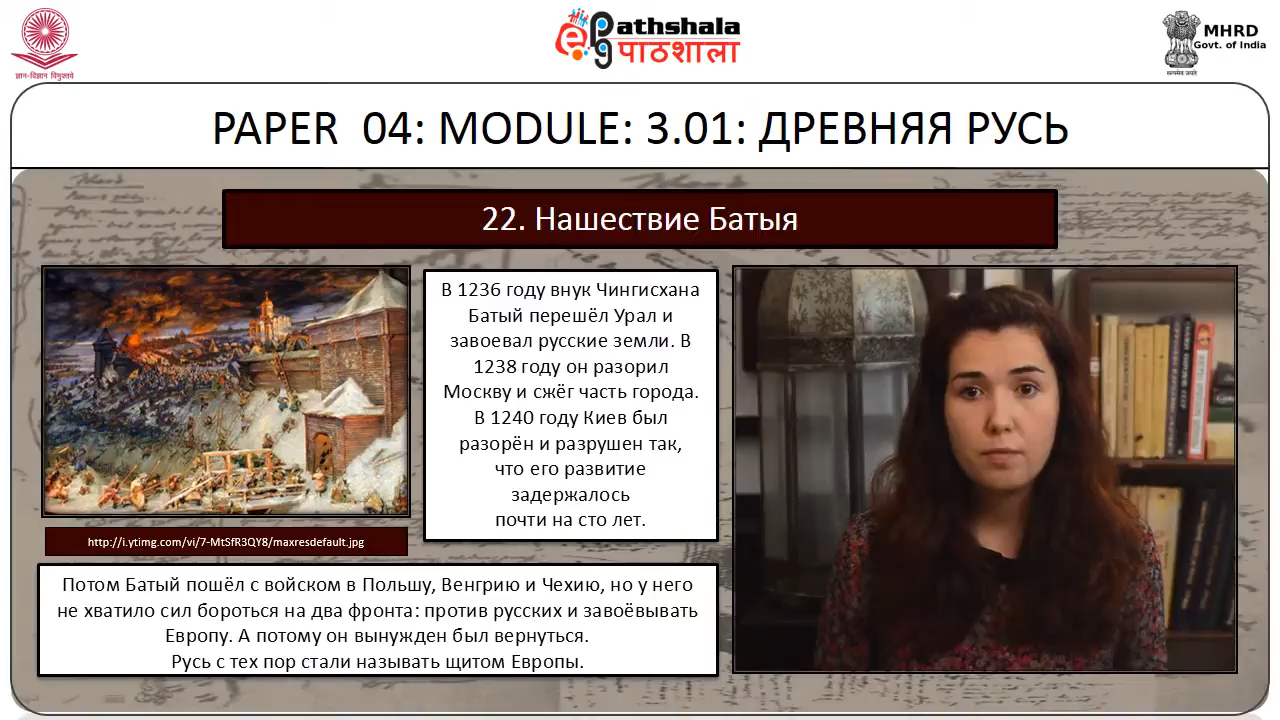 ज्ञान-विज्ञान विमुक्तये
ePathshala
पाठशाला
MHRD
Govt. of India
सत्यमेव जयते
PAPER 04: MODULE: 3.01: ДРЕВНЯЯ РУСЬ
22. Нашествие Батыя
http://i.ytimg.com/vi/7-MtSfR3QY8/maxresdefault.jpg
В 1236 году внук Чингисхана
Батый перешёл Урал и
завоевал русские земли. В
1238 году он разорил
Москву и сжёг часть города.
В 1240 году Киев был
разорён и разрушен так,
что его развитие
задержалось
почти на сто лет.
Потом Батый пошёл с войском в Польшу, Венгрию и Чехию, но у него
не хватило сил бороться на два фронта: против русских и завоёвывать
Европу. А потому он вынужден был вернуться.
Русь с тех пор стали называть щитом Европы.